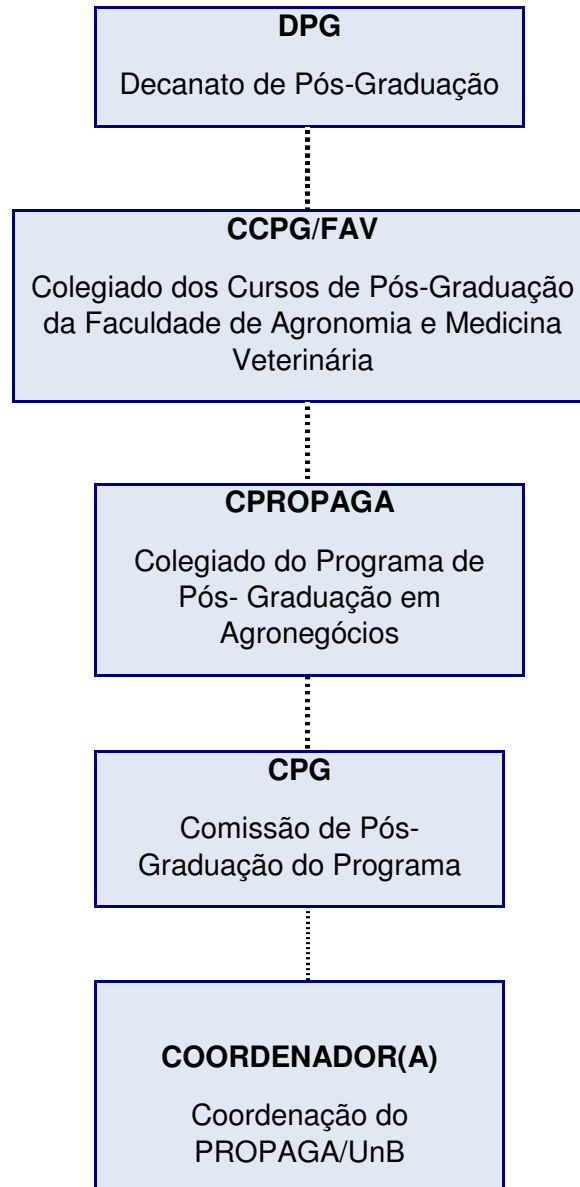 DPG
Decanato de Pós-Graduação
CCPG/FAV
Colegiado dos Cursos de Pós-Graduação
da Faculdade de Agronomia e Medicina
Veterinária
CPROPAGA
Colegiado do Programa de
Pós- Graduação em
Agronegócios
CPG
Comissão de Pós-
Graduação do Programa
COORDENADOR(A)
Coordenação do
PROPAGA/UnB